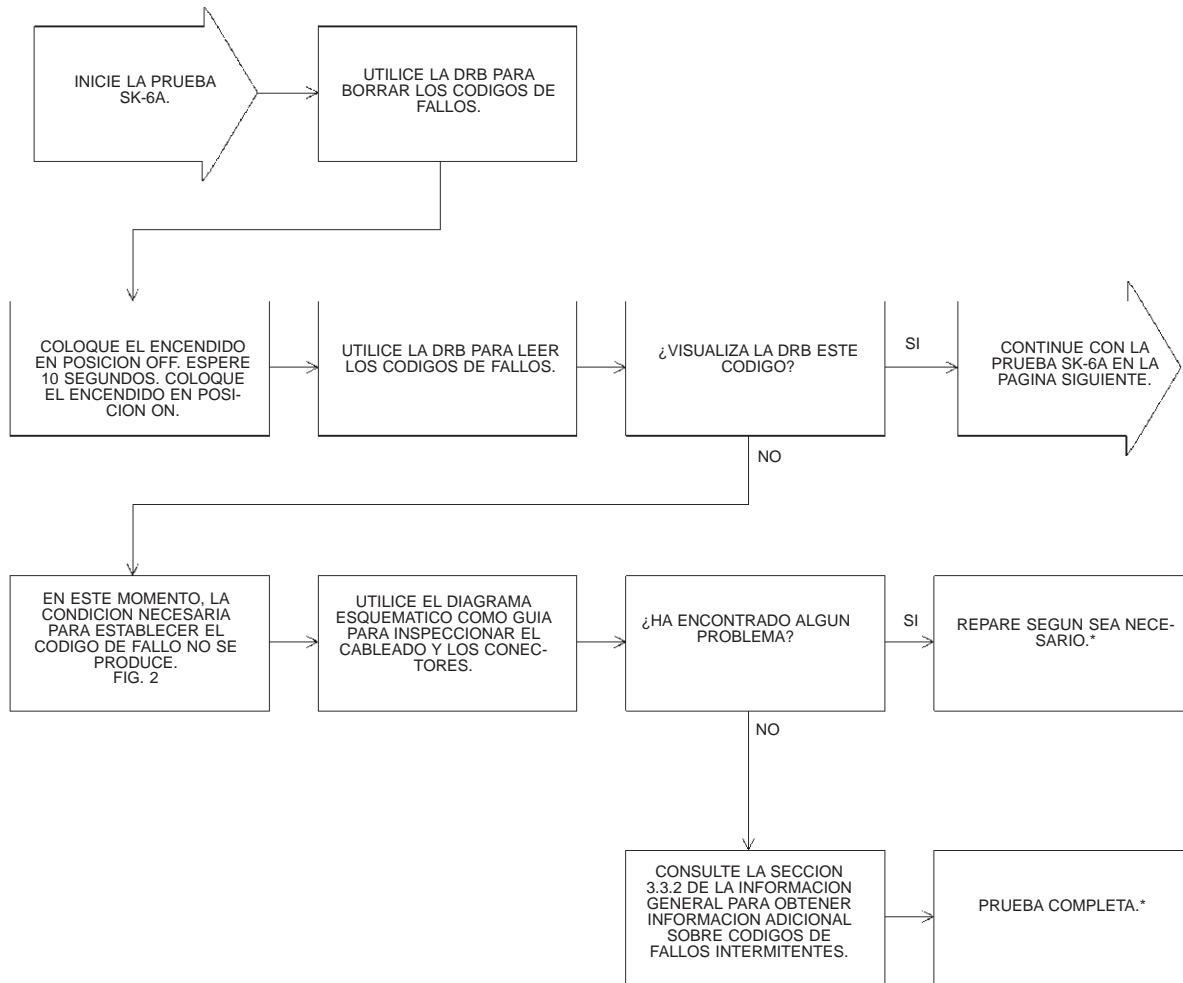 INICIE LA PRUEBA
SK-6A.
UTILICE LA DRB PARA
BORRAR LOS CODIGOS DE
FALLOS.
COLOQUE EL ENCENDIDO
EN POSICION OFF. ESPERE
10 SEGUNDOS. COLOQUE
EL ENCENDIDO EN POSI-
CION ON.
UTILICE LA DRB PARA LEER
LOS CODIGOS DE FALLOS.
¿VISUALIZA LA DRB ESTE
CODIGO?
SI
CONTINUE CON LA
PRUEBA SK-6A EN LA
PAGINA SIGUIENTE.
NO
EN ESTE MOMENTO, LA
CONDICION NECESARIA
PARA ESTABLECER EL
CODIGO DE FALLO NO SE
PRODUCE.
FIG. 2
UTILICE EL DIAGRAMA
ESQUEMATICO COMO GUIA
PARA INSPECCIONAR EL
CABLEADO Y LOS CONEC-
TORES.
¿HA ENCONTRADO ALGUN
PROBLEMA?
SI
REPARE SEGUN SEA NECE-
SARIO.*
NO
CONSULTE LA SECCION
3.3.2 DE LA INFORMACION
GENERAL PARA OBTENER
INFORMACION ADICIONAL
SOBRE CODIGOS DE
FALLOS INTERMITENTES.
PRUEBA COMPLETA.*